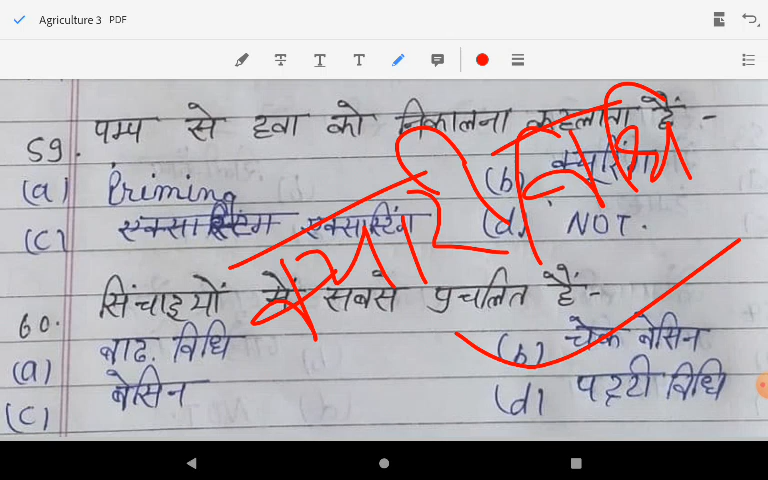 Agriculture 3 PDF
59. पम्प से हवा को निकालना कहलाता हैं -
(a) Priming (b) क्यूरिंग
(c) एक्सास्टिंग (d) NOT.
60. सिंचाइयों में सबसे प्रचलित हैं-
(a) बाढ. विधि (b) चेक बेसिन
(c) बेसिन (d) पट्टी विधि